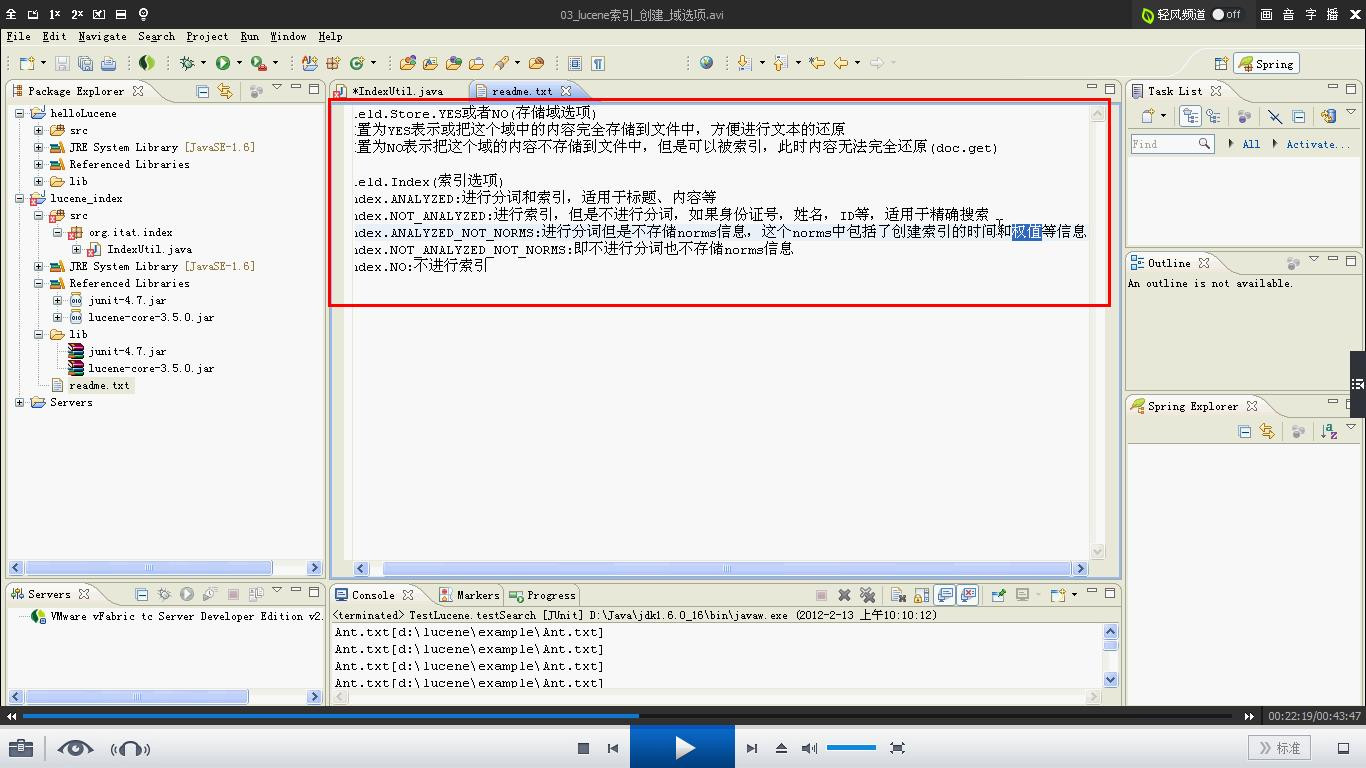 全 1× 2× 03_lucene索引_创建_域选项.avi 轻风频道 off 画 音 字 播
File Edit Navigate Search Project Run Window Help
Spring
Package Explorer
*IndexUtil.java readme.txt
Task List
helloLucene
src
JRE System Library [JavaSE-1.6]
Referenced Libraries
lib
lucene_index
src
org.itat.index
IndexUtil.java
JRE System Library [JavaSE-1.6]
Referenced Libraries
junit-4.7.jar
lucene-core-3.5.0.jar
lib
junit-4.7.jar
lucene-core-3.5.0.jar
readme.txt
Servers
eld.Store.YES或者NO(存储域选项)
置为YES表示或把这个域中的内容完全存储到文件中，方便进行文本的还原
置为NO表示把这个域的内容不存储到文件中，但是可以被索引，此时内容无法完全还原(doc.get)
eld.Index(索引选项)
ndex.ANALYZED:进行分词和索引，适用于标题、内容等
ndex.NOT_ANALYZED:进行索引，但是不进行分词，如果身份证号，姓名，ID等，适用于精确搜索
ndex.ANALYZED_NOT_NORMS:进行分词但是不存储norms信息，这个norms中包括了创建索引的时间和权值等信息
ndex.NOT_ANALYZED_NOT_NORMS:即不进行分词也不存储norms信息
ndex.NO:不进行索引
Find All Activate...
Outline
An outline is not available.
Spring Explorer
Servers
VMware vFabric tc Server Developer Edition v2.
Console Markers Progress
<terminated> TestLucene.testSearch [JUnit] D:\Java\jdk1.6.0_16\bin\javaw.exe (2012-2-13 上午10:10:12)
Ant.txt[d:\lucene\example\Ant.txt]
Ant.txt[d:\lucene\example\Ant.txt]
Ant.txt[d:\lucene\example\Ant.txt]
Ant.txt[d:\lucene\example\Ant.txt]
00:22:19/00:43:47
标准